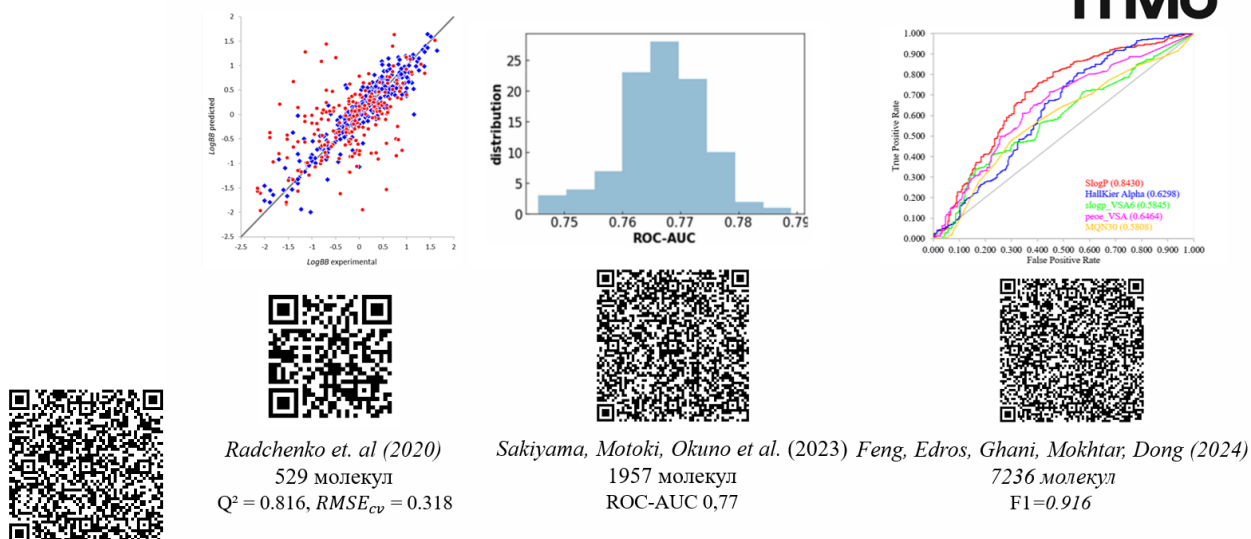 ITMO
2
1.5
1
0.5
0
-0.5
-1
-1.5
-2
-2.5
LogBB predicted
-2.5 -2 -1.5 -1 -0.5 0 0.5 1 1.5 2
LogBB experimental
25
20
15
10
5
0
distribution
0.75 0.76 0.77 0.78 0.79
ROC-AUC
1.000
0.900
0.800
0.700
0.600
0.500
0.400
0.300
0.200
0.100
0.000
True Positive Rate
SlogP (0.8430)
HallKier Alpha (0.6298)
slogp_VSA6 (0.5845)
peoe_VSA (0.6464)
MQN30 (0.5808)
0.000 0.100 0.200 0.300 0.400 0.500 0.600 0.700 0.800 0.900 1.000
False Positive Rate
Radchenko et. al (2020)
529 молекул
Q² = 0.816, RMSE_cv = 0.318
Sakiyama, Motoki, Okuno et al. (2023)
1957 молекул
ROC-AUC 0,77
Feng, Edros, Ghani, Mokhtar, Dong (2024)
7236 молекул
F1=0.916